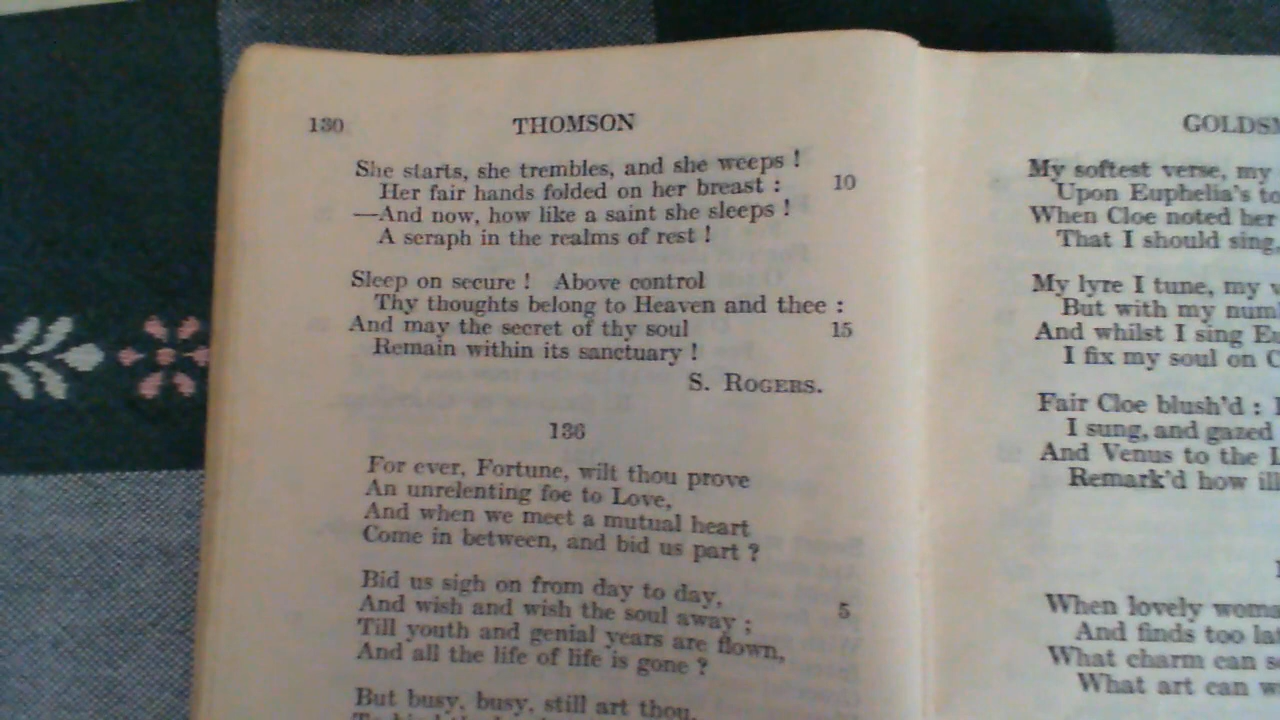 130
THOMSON
She starts, she trembles, and she weeps !
Her fair hands folded on her breast :
10
—And now, how like a saint she sleeps !
A seraph in the realms of rest !
Sleep on secure ! Above control
Thy thoughts belong to Heaven and thee :
And may the secret of thy soul
15
Remain within its sanctuary !
S. ROGERS.
136
For ever, Fortune, wilt thou prove
An unrelenting foe to Love,
And when we meet a mutual heart
Come in between, and bid us part ?
Bid us sigh on from day to day,
And wish and wish the soul away ;
5
Till youth and genial years are flown,
And all the life of life is gone ?
But busy, busy, still art thou,
GOLDSM
My softest verse, my
Upon Euphelia's to
When Cloe noted her
That I should sing,
My lyre I tune, my v
But with my num
And whilst I sing Eu
I fix my soul on C
Fair Cloe blush'd :
I sung, and gazed
And Venus to the L
Remark'd how ill
When lovely woma
And finds too la
What charm can s
What art can w